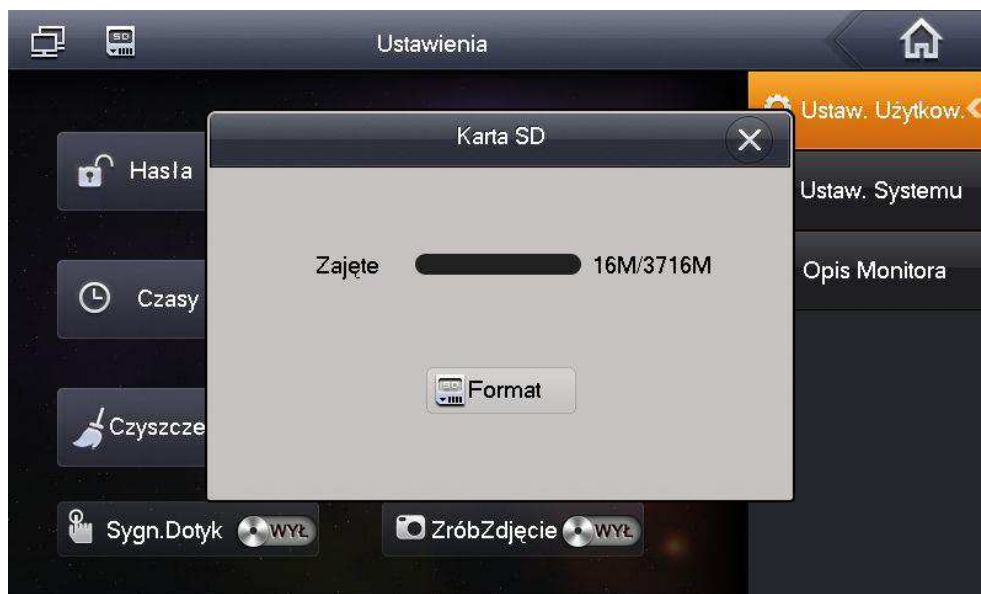 SD
Ustawienia
Ustaw. Użytkow.
Karta SD
Hasła
Ustaw. Systemu
Zajęte 16M/3716M
Opis Monitora
Czasy
Format
Czyszcze
Sygn.Dotyk WYŁ ZróbZdjęcie WYŁ